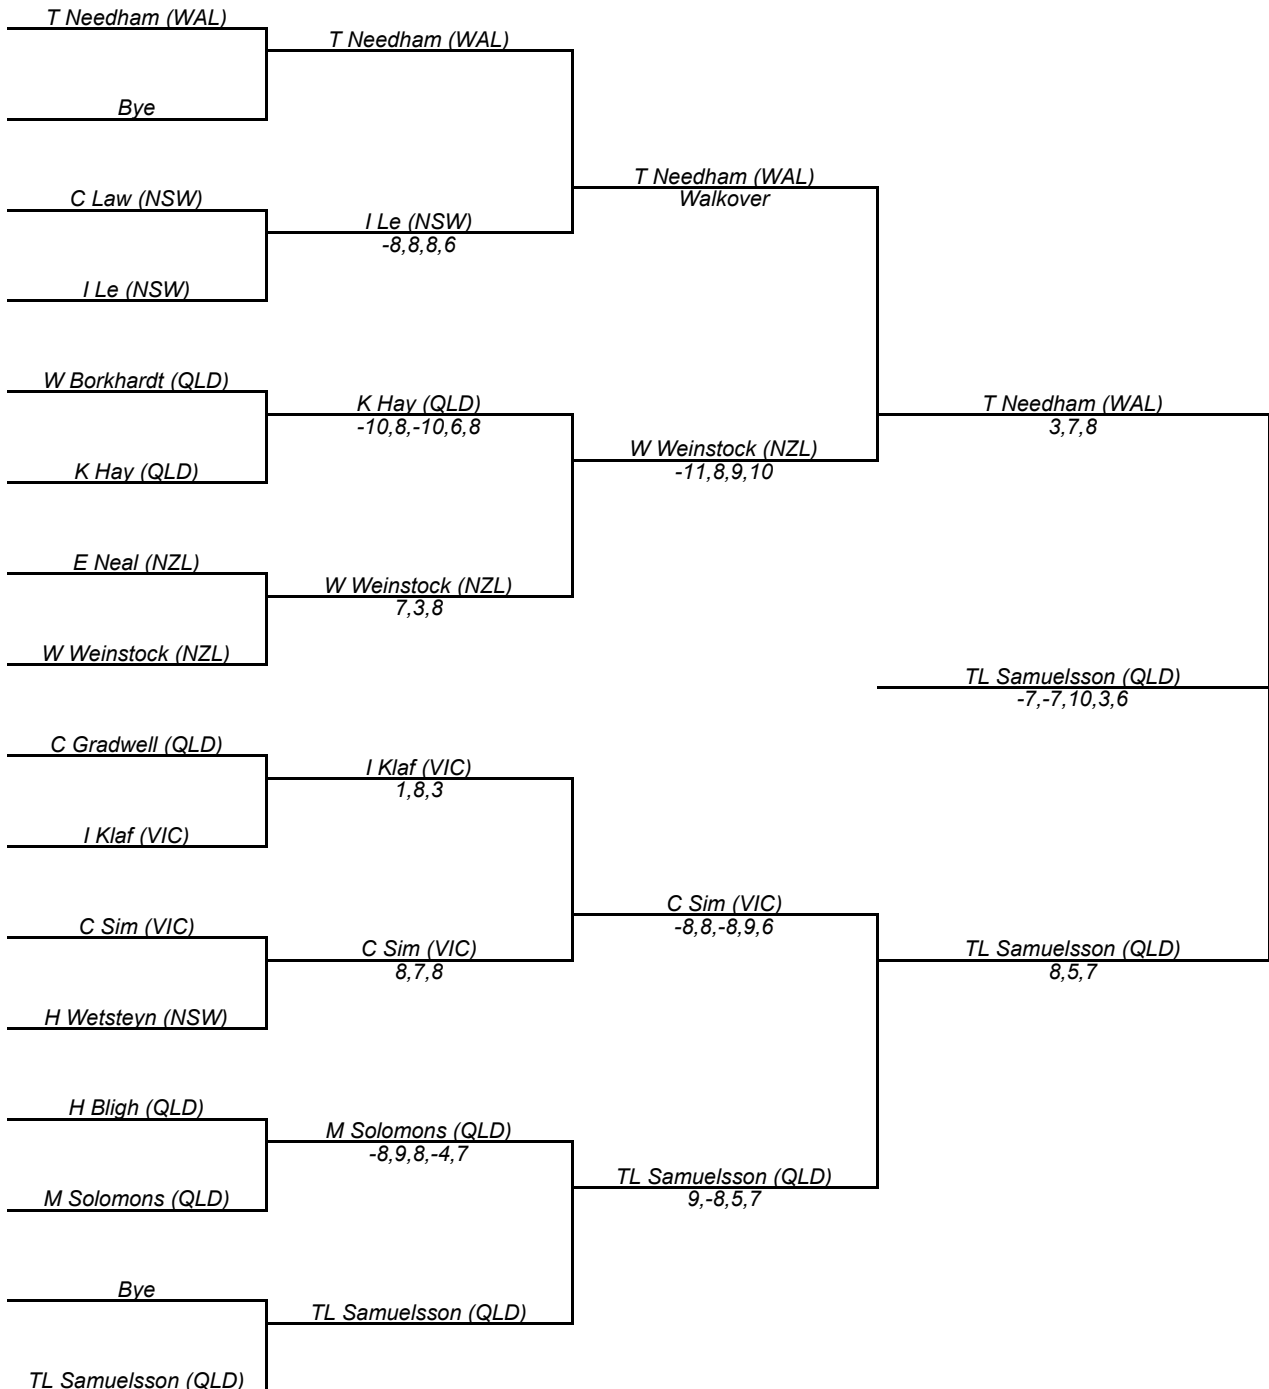 T Needham (WAL)
T Needham (WAL)
Bye
T Needham (WAL)
Walkover
C Law (NSW)
I Le (NSW)
-8,8,8,6
I Le (NSW)
W Borkhardt (QLD)
K Hay (QLD)
-10,8,-10,6,8
T Needham (WAL)
3,7,8
W Weinstock (NZL)
-11,8,9,10
K Hay (QLD)
E Neal (NZL)
W Weinstock (NZL)
7,3,8
W Weinstock (NZL)
TL Samuelsson (QLD)
-7,-7,10,3,6
C Gradwell (QLD)
I Klaf (VIC)
1,8,3
I Klaf (VIC)
C Sim (VIC)
-8,8,-8,9,6
C Sim (VIC)
C Sim (VIC)
8,7,8
TL Samuelsson (QLD)
8,5,7
H Wetsteyn (NSW)
H Bligh (QLD)
M Solomons (QLD)
-8,9,8,-4,7
TL Samuelsson (QLD)
9,-8,5,7
M Solomons (QLD)
Bye
TL Samuelsson (QLD)
TL Samuelsson (QLD)